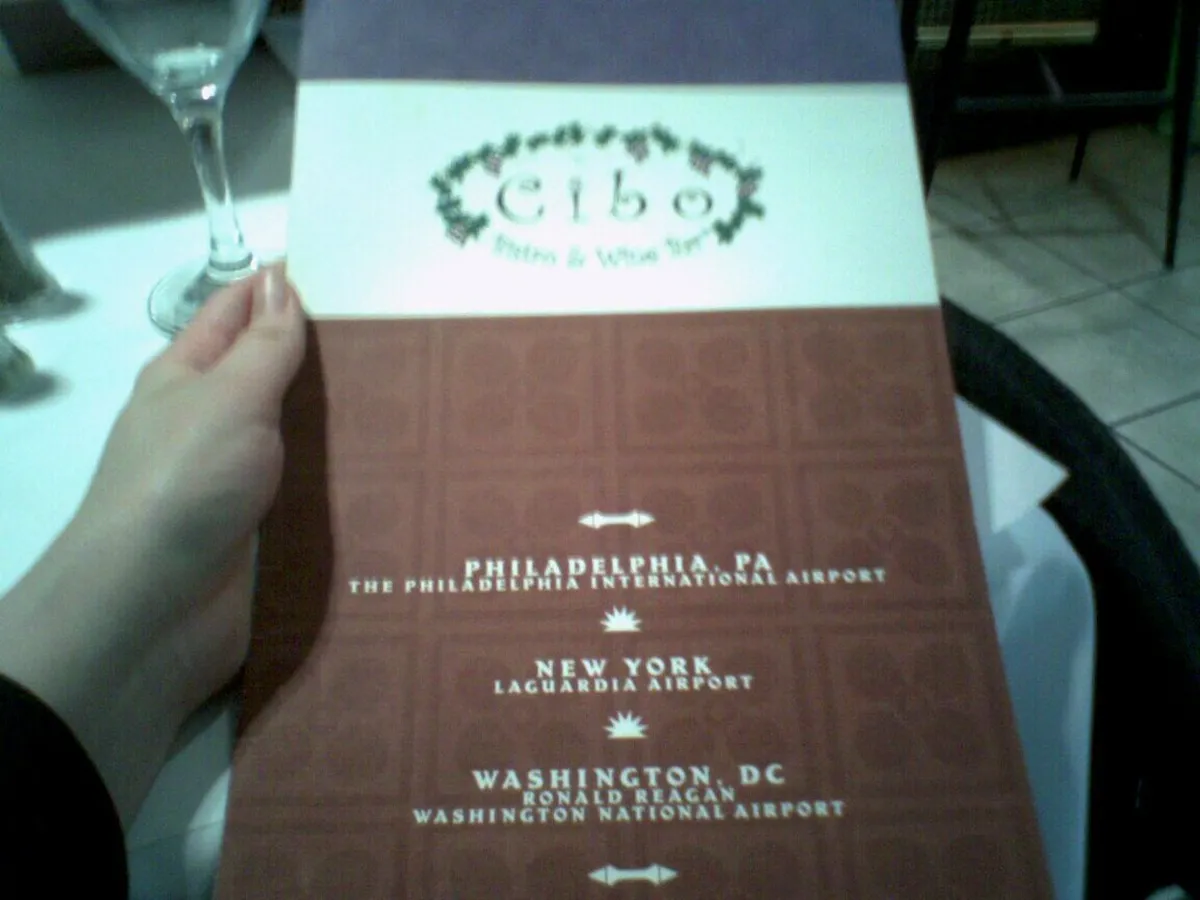 Cibo
Bistro & Wine Bar
PHILADELPHIA, PA
THE PHILADELPHIA INTERNATIONAL AIRPORT
NEW YORK
LAGUARDIA AIRPORT
WASHINGTON, DC
RONALD REAGAN
WASHINGTON NATIONAL AIRPORT